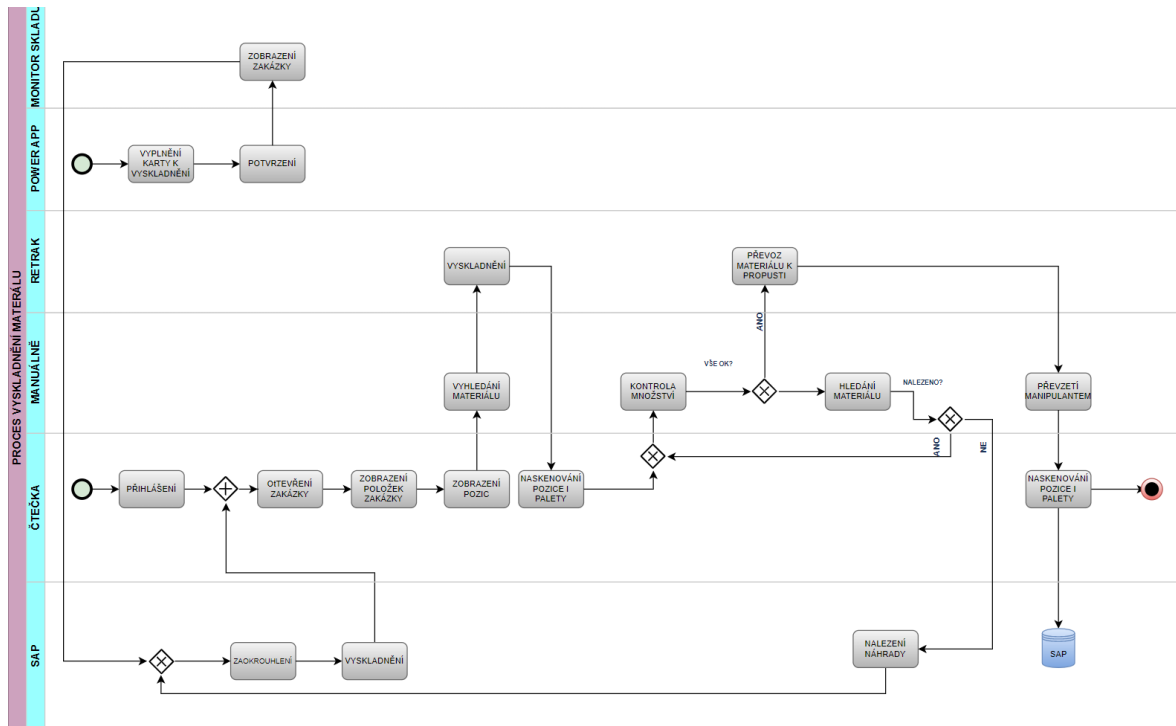 PROCES VYSKLADNĚNÍ MATERÁLU
MONITOR SKLADU
ZOBRAZENÍ
ZAKÁZKY
POWER APP
VYPLNĚNÍ
KARTY K
VYSKLADNĚNÍ
POTVRZENÍ
RETRAK
VYSKLADNĚNÍ
PŘEVOZ
MATERIÁLU K
PROPUSTI
ANO
MANUÁLNĚ
VYHLEDÁNÍ
MATERIÁLU
KONTROLA
MNOŽSTVÍ
VŠE OK?
HLEDÁNÍ
MATERIÁLU
NALEZENO?
PŘEVZETÍ
MANIPULANTEM
ČTEČKA
PŘIHLÁŠENÍ
OtTEVŘENÍ
ZAKÁZKY
ZOBRAZENÍ
POLOŽEK
ZAKÁZKY
ZOBRAZENÍ
POZIC
NASKENOVÁNÍ
POZICE I
PALETY
ANO
NE
NASKENOVÁNÍ
POZICE I
PALETY
SAP
ZAOKROUHLENÍ
VYSKLADNĚNÍ
NALEZENÍ
NÁHRADY
SAP